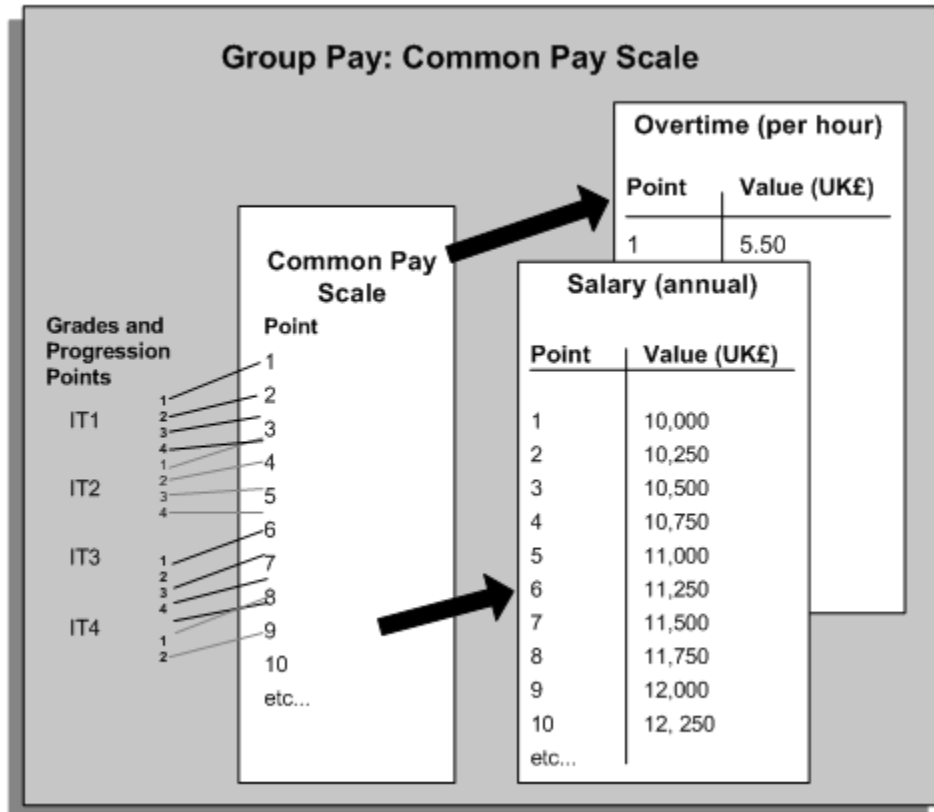 Group Pay: Common Pay Scale
Overtime (per hour)
Point Value (UK£)
1 5.50
Common Pay
Scale
Point
1
2
3
4
5
6
7
8
9
10
etc...
Grades and
Progression
Points
IT1
1
2
3
4
IT2
1
2
3
4
IT3
1
2
3
4
IT4
1
2
Salary (annual)
Point Value (UK£)
1 10,000
2 10,250
3 10,500
4 10,750
5 11,000
6 11,250
7 11,500
8 11,750
9 12,000
10 12, 250
etc...